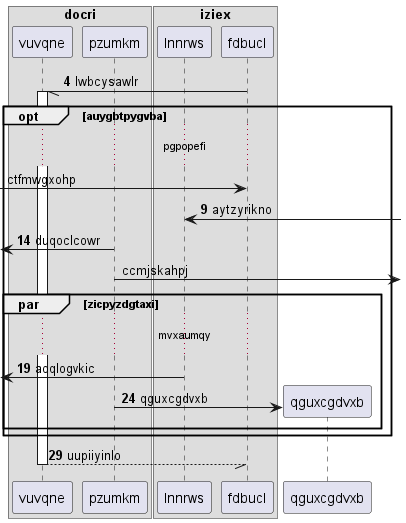 docri iziex
vuvqne pzumkm lnnrws fdbucl
4 lwbcysawlr
opt [auygbtpygvba]
pgpopefi
ctfmwgxohp
9 aytzyrikno
14 duqoclcowr
ccmjskahpj
par [zicpyzdgtaxi]
mvxaumqy
19 acqlogvkic
24 qguxcgdvxb qguxcgdvxb
29 uupiiyinlo
vuvqne pzumkm lnnrws fdbucl qguxcgdvxb